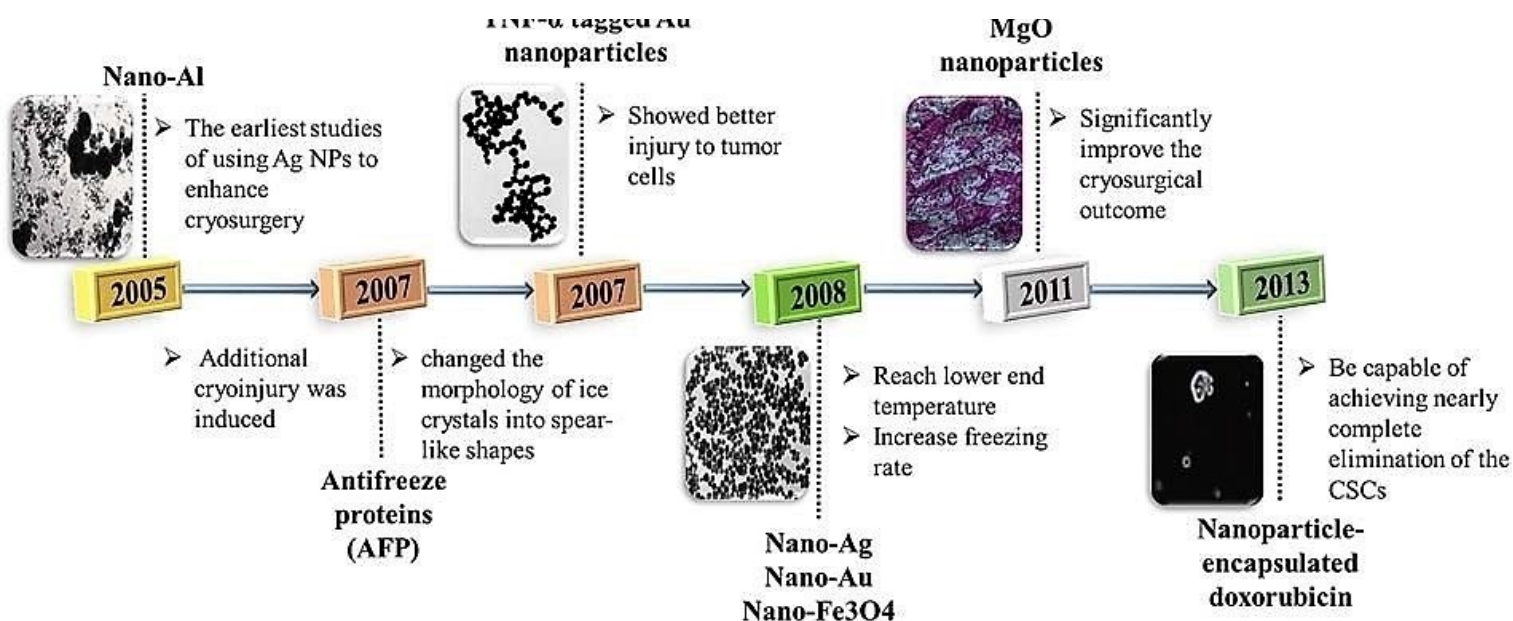 Nano-Al
➢ The earliest studies
of using Ag NPs to
enhance
cryosurgery
2005
TNF-α tagged Au
nanoparticles
➢ Showed better
injury to tumor
cells
MgO
nanoparticles
➢ Significantly
improve the
cryosurgical
outcome
2007
2007
2008
2011
2013
➢ Additional
cryoinjury was
induced
➢ changed the
morphology of ice
crystals into spear-
like shapes
Antifreeze
proteins
(AFP)
➢ Reach lower end
temperature
➢ Increase freezing
rate
Nano-Ag
Nano-Au
Nano-Fe3O4
➢ Be capable of
achieving nearly
complete
elimination of the
CSCs
Nanoparticle-
encapsulated
doxorubicin